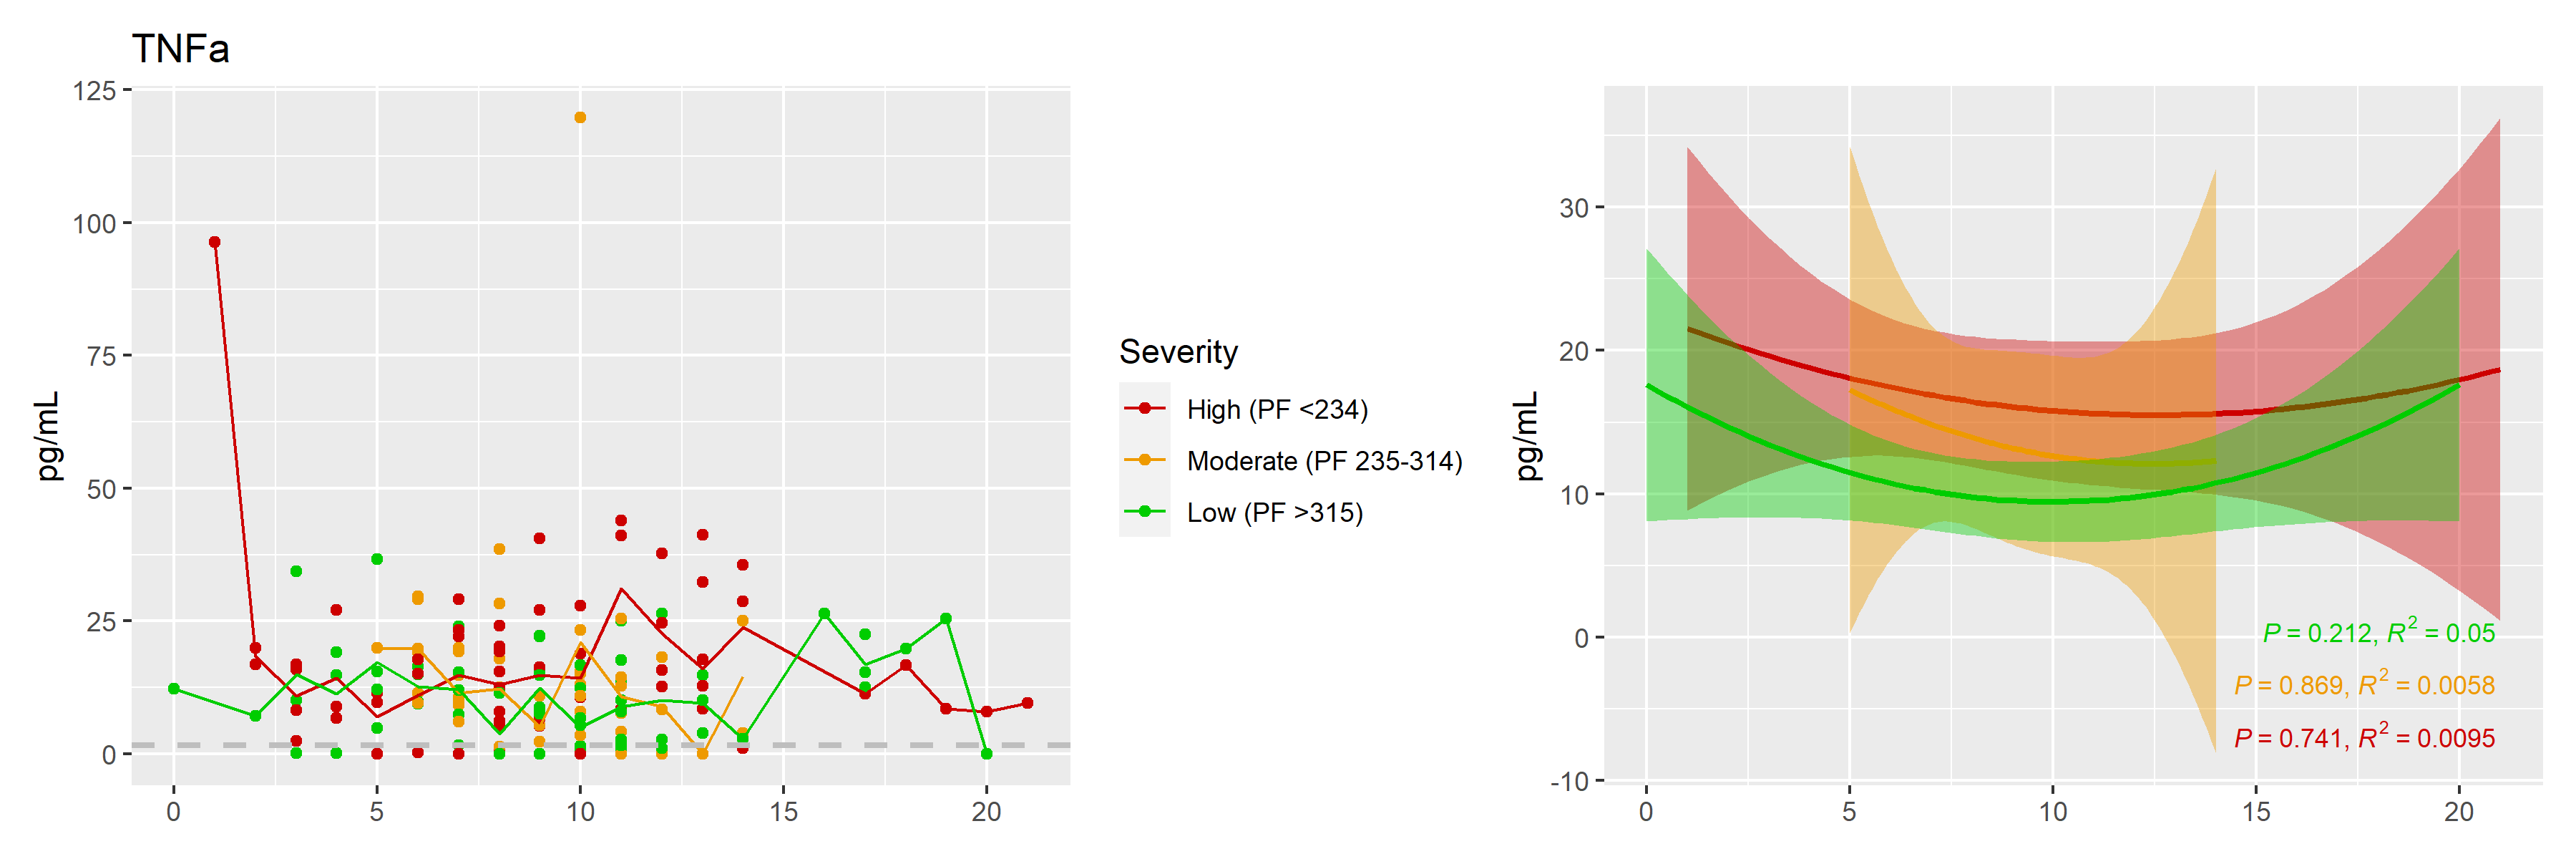 TNFa
125
100
75
50
25
0
pg/mL
0 5 10 15 20
Severity
High (PF <234)
Moderate (PF 235-314)
Low (PF >315)
30
20
10
0
-10
pg/mL
0 5 10 15 20
P = 0.212, R² = 0.05
P = 0.869, R² = 0.0058
P = 0.741, R² = 0.0095